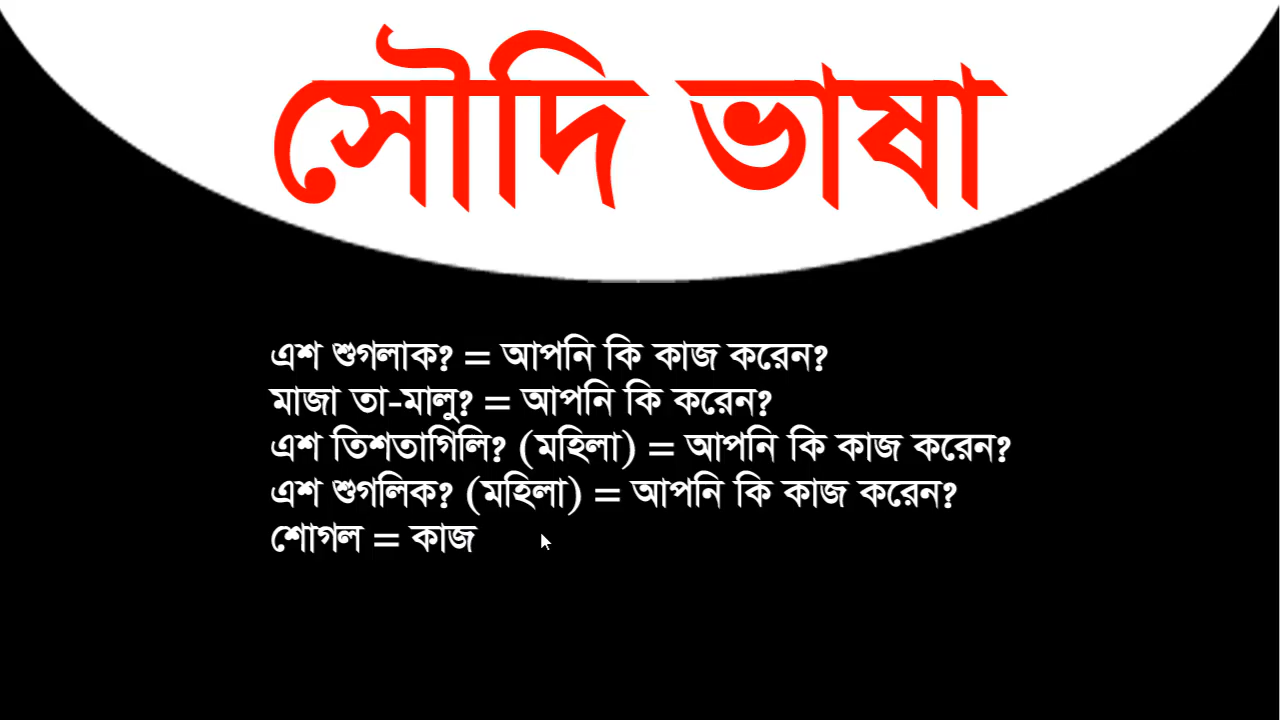 সৌদি ভাষা
এশ শুগলাক? = আপনি কি কাজ করেন?
মাজা তা-মালু? = আপনি কি করেন?
এশ তিশতাগিলি? (মহিলা) = আপনি কি কাজ করেন?
এশ শুগলিক? (মহিলা) = আপনি কি কাজ করেন?
শোগল = কাজ